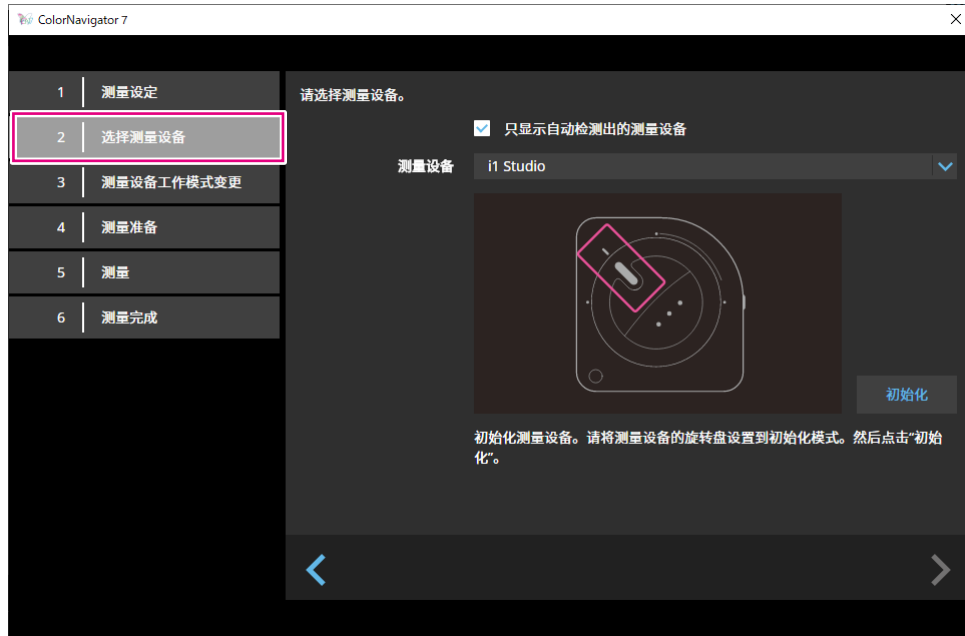 ColorNavigator 7
1 测量设定
2 选择测量设备
3 测量设备工作模式变更
4 测量准备
5 测量
6 测量完成
请选择测量设备。
只显示自动检测出的测量设备
测量设备 i1 Studio
初始化
初始化测量设备。请将测量设备的旋转盘设置到初始化模式。然后点击“初始
化”。